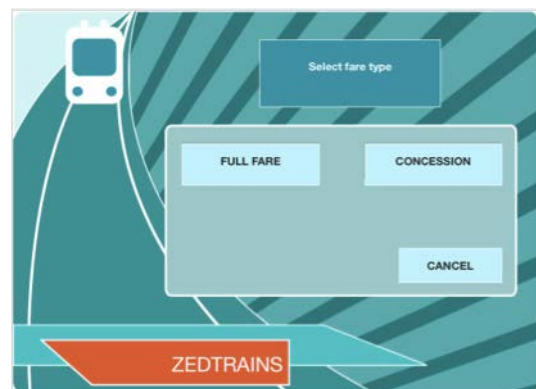 Select fare type
FULL FARE
CONCESSION
CANCEL
ZEDTRAINS